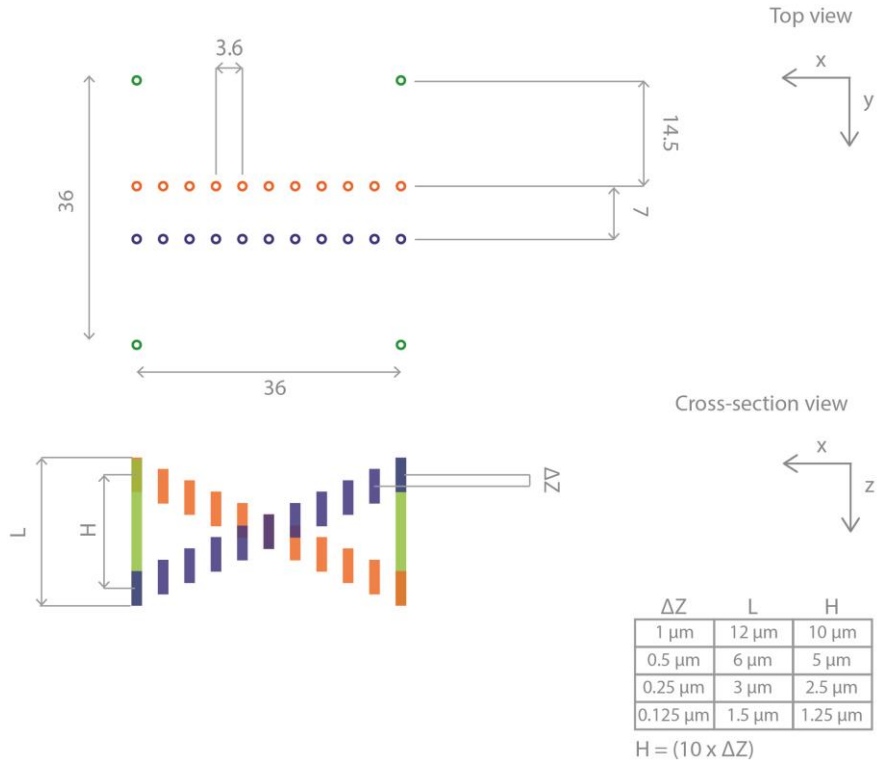 Top view
3.6
x
y
14.5
36
7
36
Cross-section view
x
z
ΔZ
L
H
ΔZ L H
1 µm 12 µm 10 µm
0.5 µm 6 µm 5 µm
0.25 µm 3 µm 2.5 µm
0.125 µm 1.5 µm 1.25 µm
H = (10 x ΔZ)